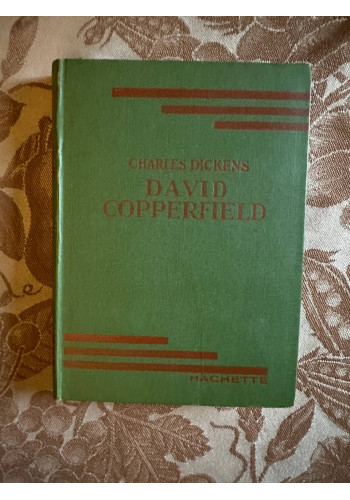 CHARLES DICKENS
DAVID
COPPERFIELD
HACHETTE